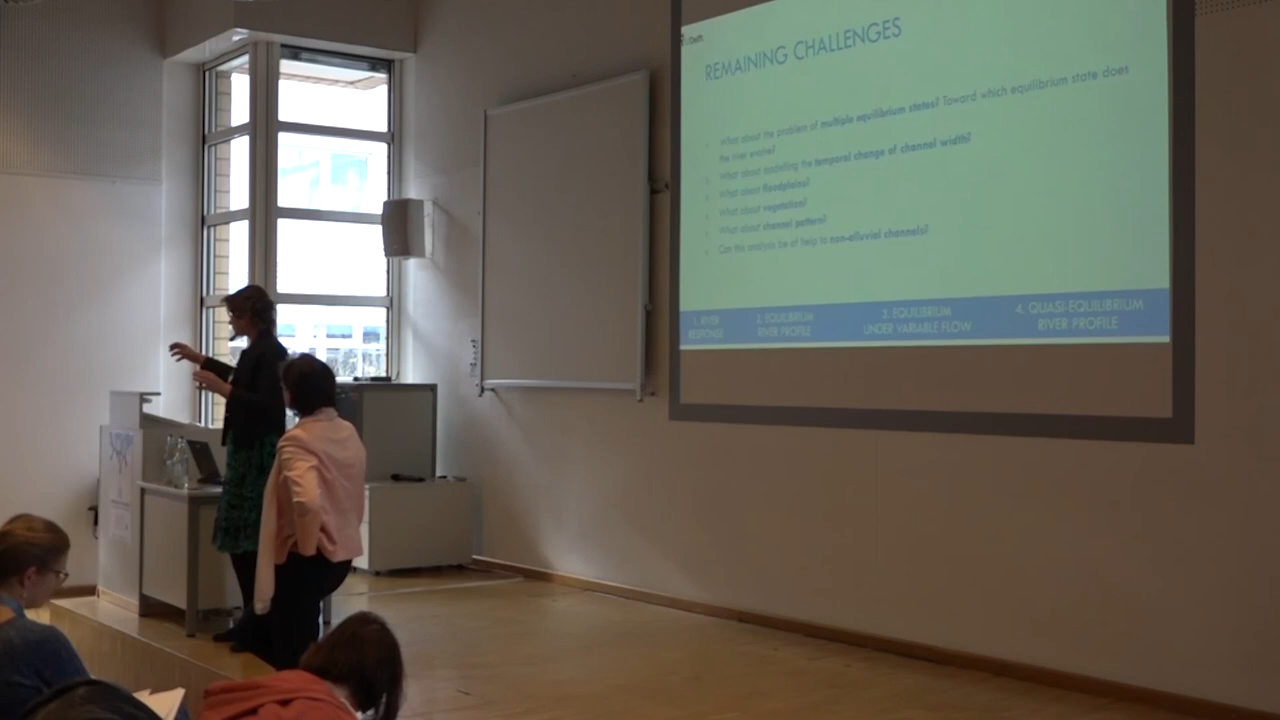 TUDelft
REMAINING CHALLENGES
What about the problem of multiple equilibrium states? Toward which equilibrium state does
the river evolve?
What about modelling the temporal change of channel width?
What about floodplains?
What about vegetation?
What about channel pattern?
Can this analysis be of help to non-alluvial channels?
1. RIVER
RESPONSE
2. EQUILIBRIUM
RIVER PROFILE
3. EQUILIBRIUM
UNDER VARIABLE FLOW
4. QUASI-EQUILIBRIUM
RIVER PROFILE